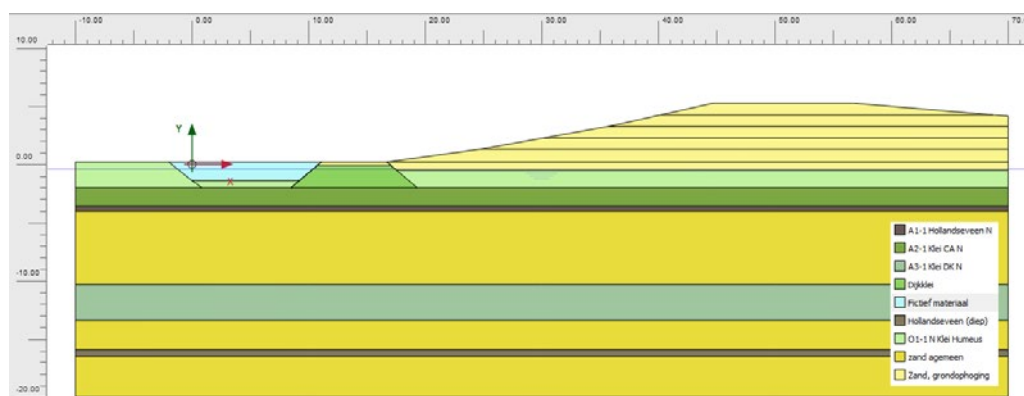 -10.00 0.00 10.00 20.00 30.00 40.00 50.00 60.00 70.
10.00
Y
0.00
X
-10.00
-20.00
A1-1 Hollandseveen N
A2-1 Klei CA N
A3-1 Klei DK N
Dijkklei
Fictief materiaal
Hollandseveen (diep)
O1-1 N Klei Humeus
zand agemeen
Zand, grondophoging